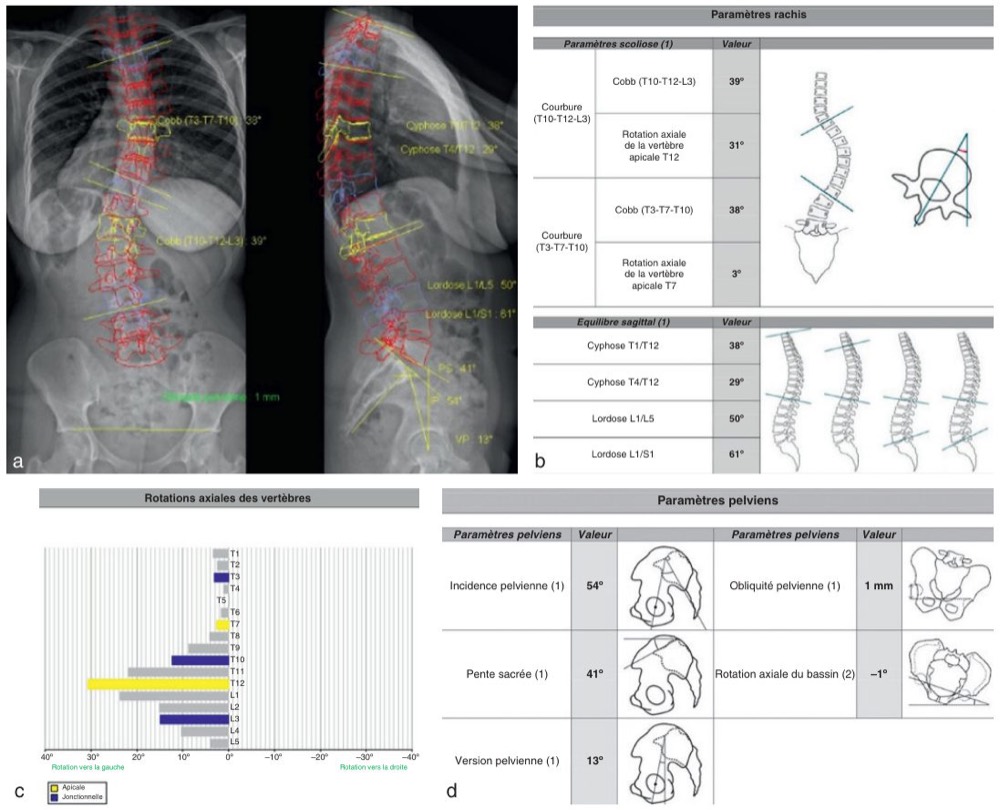 Cobb (T3-T7-T10) : 38°
Cobb (T10-T12-L3) : 39°
1 mm
Cyphose T1/T12 : 38°
Cyphose T4/T12 : 29°
Lordose L1/L5 : 50°
Lordose L1/S1 : 61°
PS : 41°
54°
VP : 13°
a
Paramètres rachis
Paramètres scoliose (1) Valeur
Courbure
(T10-T12-L3)
Cobb (T10-T12-L3) 39°
Rotation axiale
de la vertèbre
apicale T12
31°
Courbure
(T3-T7-T10)
Cobb (T3-T7-T10) 38°
Rotation axiale
de la vertèbre
apicale T7
3°
Equilibre sagittal (1) Valeur
Cyphose T1/T12 38°
Cyphose T4/T12 29°
Lordose L1/L5 50°
Lordose L1/S1 61°
b
Rotations axiales des vertèbres
T1
T2
T3
T4
T5
T6
T7
T8
T9
T10
T11
T12
L1
L2
L3
L4
L5
40° 30° 20° 10° 0° –10° –20° –30° –40°
Rotation vers la gauche Rotation vers la droite
Apicale
Jonctionnelle
c
Paramètres pelviens
Paramètres pelviens Valeur Paramètres pelviens Valeur
Incidence pelvienne (1) 54° Obliquité pelvienne (1) 1 mm
Pente sacrée (1) 41° Rotation axiale du bassin (2) –1°
Version pelvienne (1) 13°
d